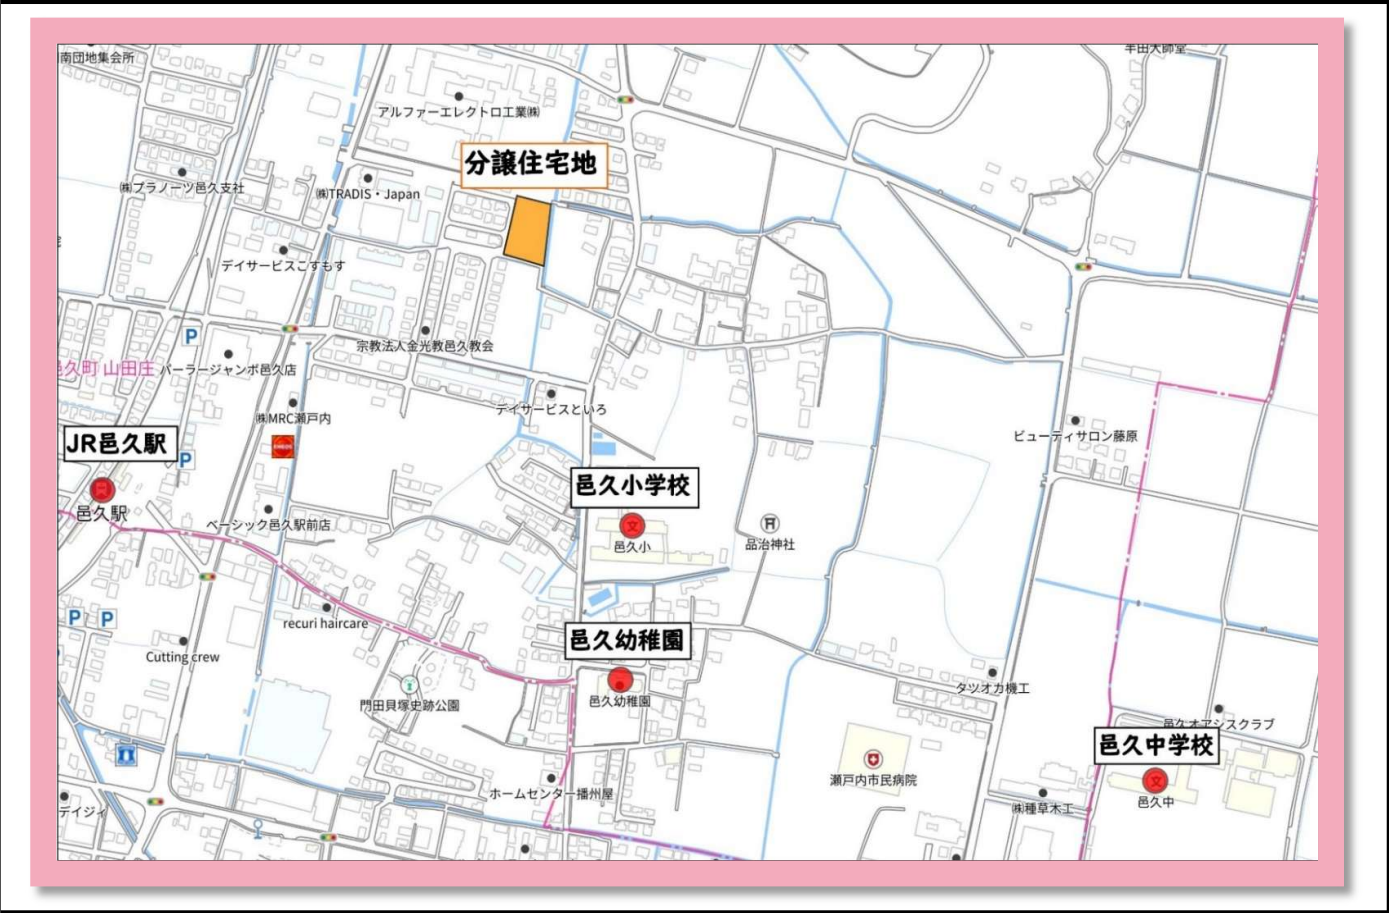 南団地集会所
半田大師堂
アルファーエレクトロ工業㈱
分譲住宅地
㈱プラノーツ邑久支社
㈱TRADIS・Japan
デイサービスこすもす
P
宗教法人金光教邑久教会
邑久町 山田庄
パーラージャンボ邑久店
㈱MRC瀬戸内
デイサービスといろ
ビューティサロン藤原
JR邑久駅
P
邑久小学校
邑久駅
ベーシック邑久駅前店
邑久小
品治神社
P P
recuri haircare
邑久幼稚園
Cutting crew
門田貝塚史跡公園
邑久幼稚園
タツオカ機工
邑久オアシスクラブ
邑久中学校
瀬戸内市民病院
ホームセンター播州屋
デイジィ
㈱種草木工
邑久中